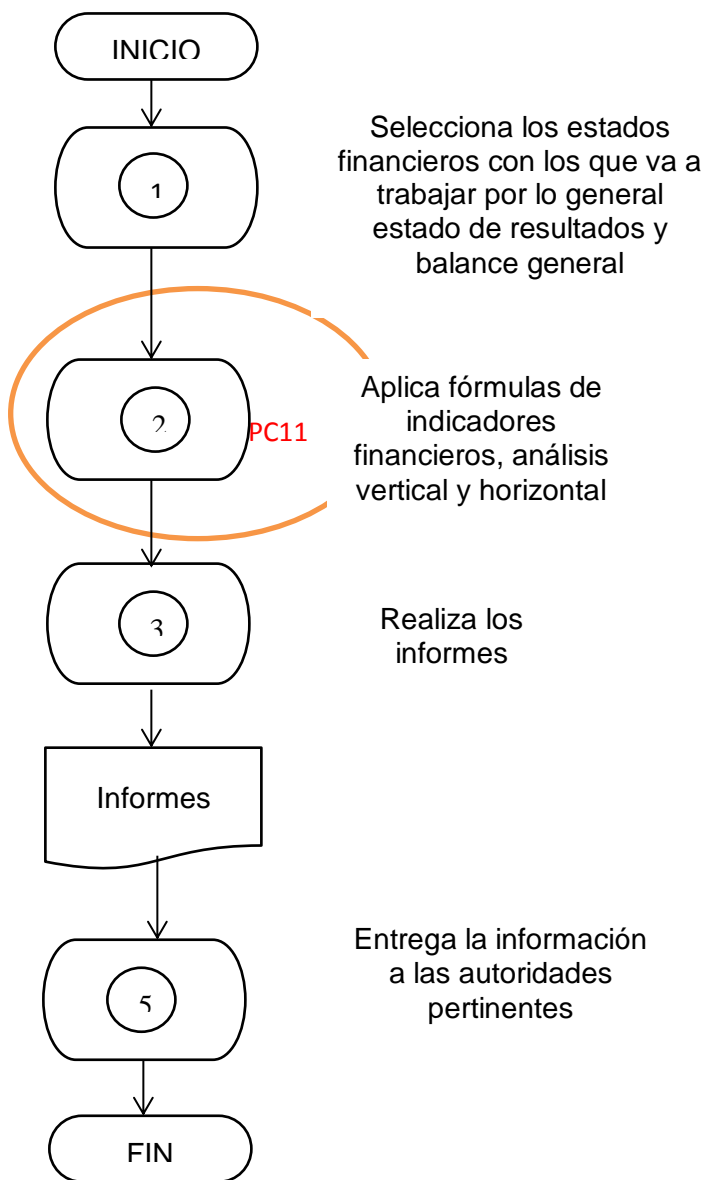 INICIO
1
Selecciona los estados
financieros con los que va a
trabajar por lo general
estado de resultados y
balance general
2
PC11
Aplica fórmulas de
indicadores
financieros, análisis
vertical y horizontal
3
Realiza los
informes
Informes
5
Entrega la información
a las autoridades
pertinentes
FIN